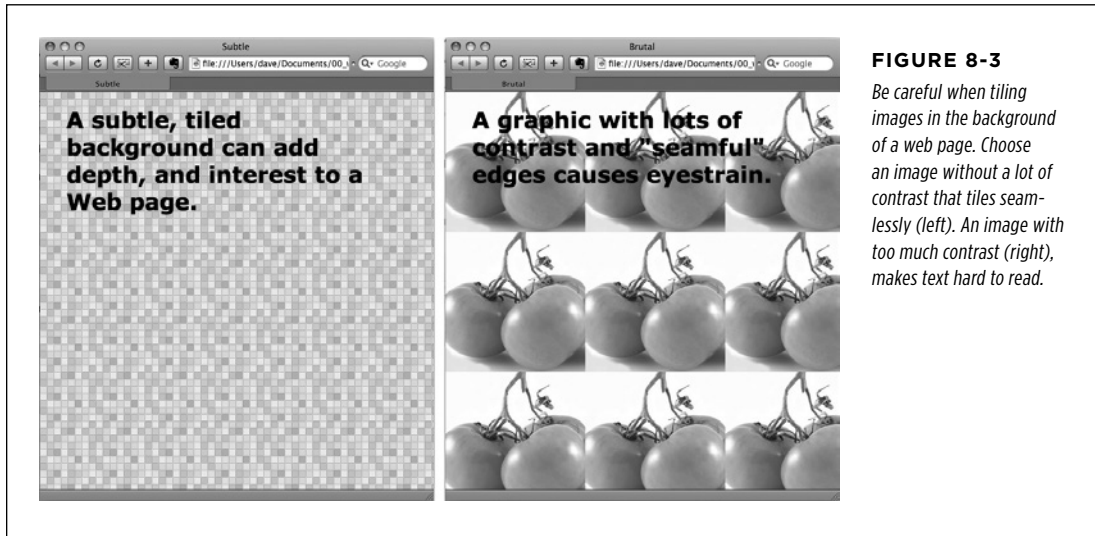 Subtle
file:///Users/dave/Documents/00_
Google
Subtle
A subtle, tiled
background can add
depth, and interest to a
Web page.
Brutal
file:///Users/dave/Documents/00_
Google
Brutal
A graphic with lots of
contrast and "seamful"
edges causes eyestrain.
FIGURE 8-3
Be careful when tiling
images in the background
of a web page. Choose
an image without a lot of
contrast that tiles seam-
lessly (left). An image with
too much contrast (right),
makes text hard to read.